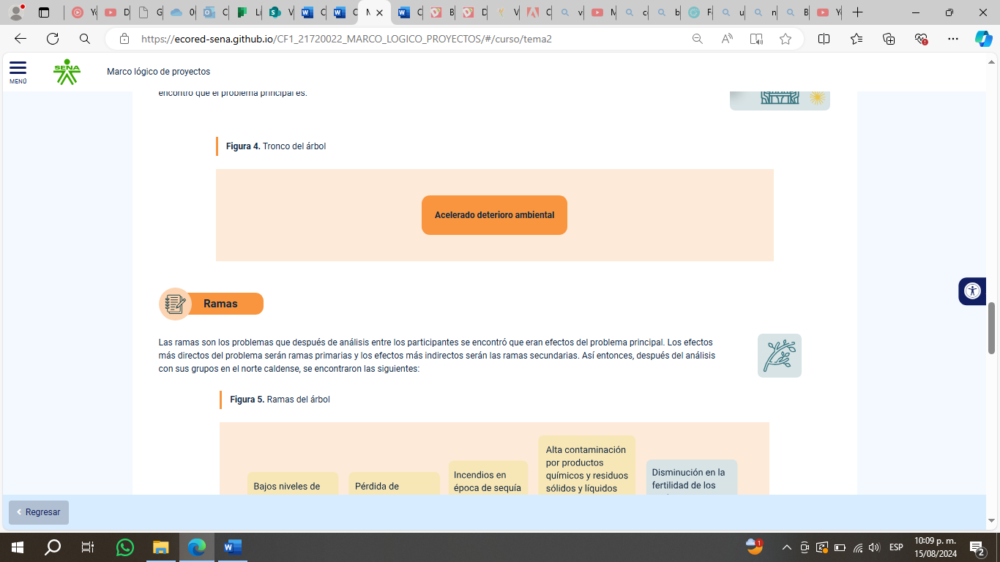 https://ecored-sena.github.io/CF1_21720022_MARCO_LOGICO_PROYECTOS/#/curso/tema2
MENÚ
SENA
Marco lógico de proyectos
encontró que el problema principal es:
Figura 4. Tronco del árbol
Acelerado deterioro ambiental
Ramas
Las ramas son los problemas que después de análisis entre los participantes se encontró que eran efectos del problema principal. Los efectos
más directos del problema serán ramas primarias y los efectos más indirectos serán las ramas secundarias. Así entonces, después del análisis
con sus grupos en el norte caldense, se encontraron las siguientes:
Figura 5. Ramas del árbol
Bajos niveles de
Pérdida de
Incendios en
época de sequía
Alta contaminación
por productos
químicos y residuos
sólidos y líquidos
Disminución en la
fertilidad de los
Regresar
1
ESP
10:09 p. m.
15/08/2024
2